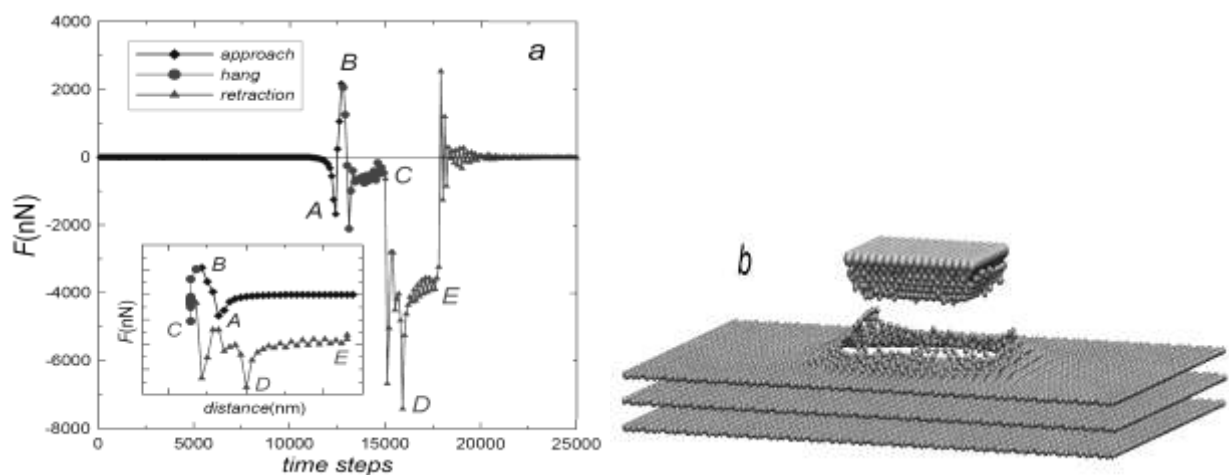 4000
2000
0
-2000
-4000
-6000
-8000
F(nN)
approach
hang
retraction
a
B
A
C
E
D
B
A
C
E
D
F(nN)
distance(nm)
0 5000 10000 15000 20000 25000
time steps
b